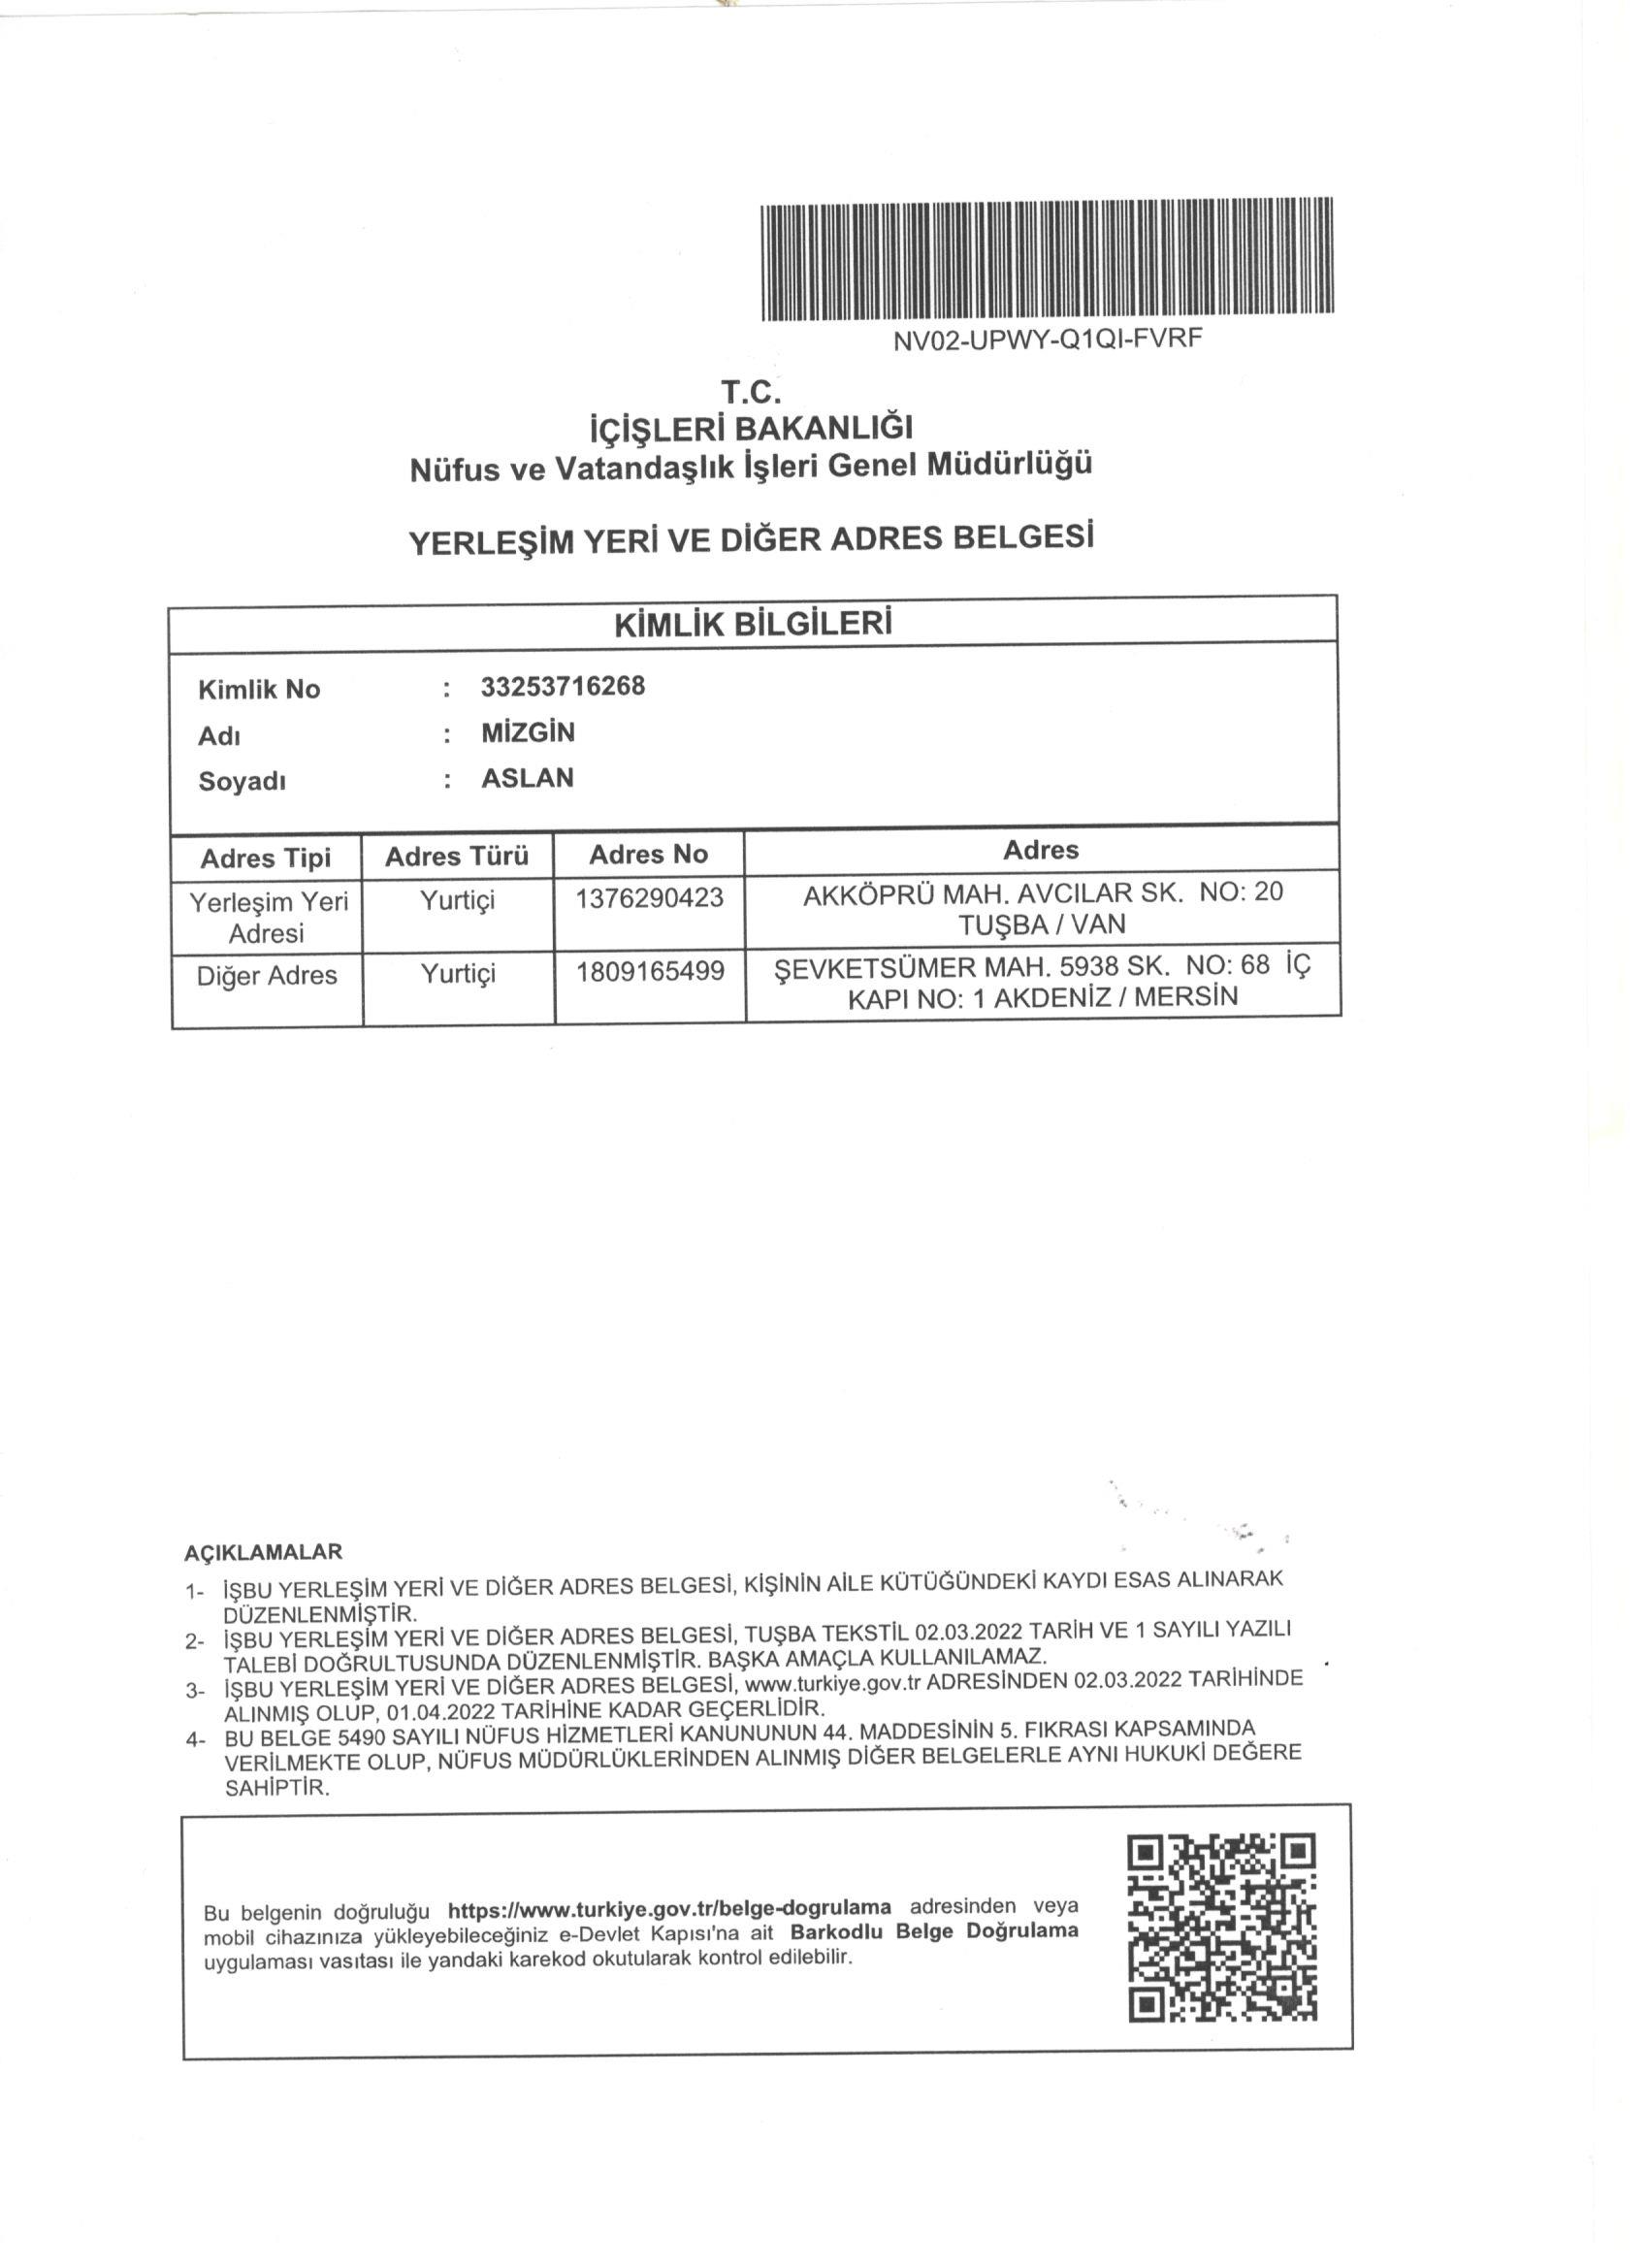 NV02-UPWY-Q1QI-FVRF
T.C.
İÇİŞLERİ BAKANLIĞI
Nüfus ve Vatandaşlık İşleri Genel Müdürlüğü
YERLEŞİM YERİ VE DİĞER ADRES BELGESİ
KİMLİK BİLGİLERİ
Kimlik No : 33253716268
Adı : MİZGİN
Soyadı : ASLAN
Adres Tipi Adres Türü Adres No Adres
Yerleşim Yeri Adresi Yurtiçi 1376290423 AKKÖPRÜ MAH. AVCILAR SK. NO: 20
TUŞBA / VAN
Diğer Adres Yurtiçi 1809165499 ŞEVKETSÜMER MAH. 5938 SK. NO: 68 İÇ
KAPI NO: 1 AKDENİZ / MERSİN
AÇIKLAMALAR
1- İŞBU YERLEŞİM YERİ VE DİĞER ADRES BELGESİ, KİŞİNİN AİLE KÜTÜĞÜNDEKİ KAYDI ESAS ALINARAK
DÜZENLENMİŞTİR.
2- İŞBU YERLEŞİM YERİ VE DİĞER ADRES BELGESİ, TUŞBA TEKSTİL 02.03.2022 TARİH VE 1 SAYILI YAZILI
TALEBİ DOĞRULTUSUNDA DÜZENLENMİŞTİR. BAŞKA AMAÇLA KULLANILAMAZ.
3- İŞBU YERLEŞİM YERİ VE DİĞER ADRES BELGESİ, www.turkiye.gov.tr ADRESİNDEN 02.03.2022 TARİHİNDE
ALINMIŞ OLUP, 01.04.2022 TARİHİNE KADAR GEÇERLİDİR.
4- BU BELGE 5490 SAYILI NÜFUS HİZMETLERİ KANUNUNUN 44. MADDESİNİN 5. FIKRASI KAPSAMINDA
VERİLMEKTE OLUP, NÜFUS MÜDÜRLÜKLERİNDEN ALINMIŞ DİĞER BELGELERLE AYNI HUKUKİ DEĞERE
SAHİPTİR.
Bu belgenin doğruluğu https://www.turkiye.gov.tr/belge-dogrulama adresinden veya
mobil cihazınıza yükleyebileceğiniz e-Devlet Kapısı'na ait Barkodlu Belge Doğrulama
uygulaması vasıtası ile yandaki karekod okutularak kontrol edilebilir.